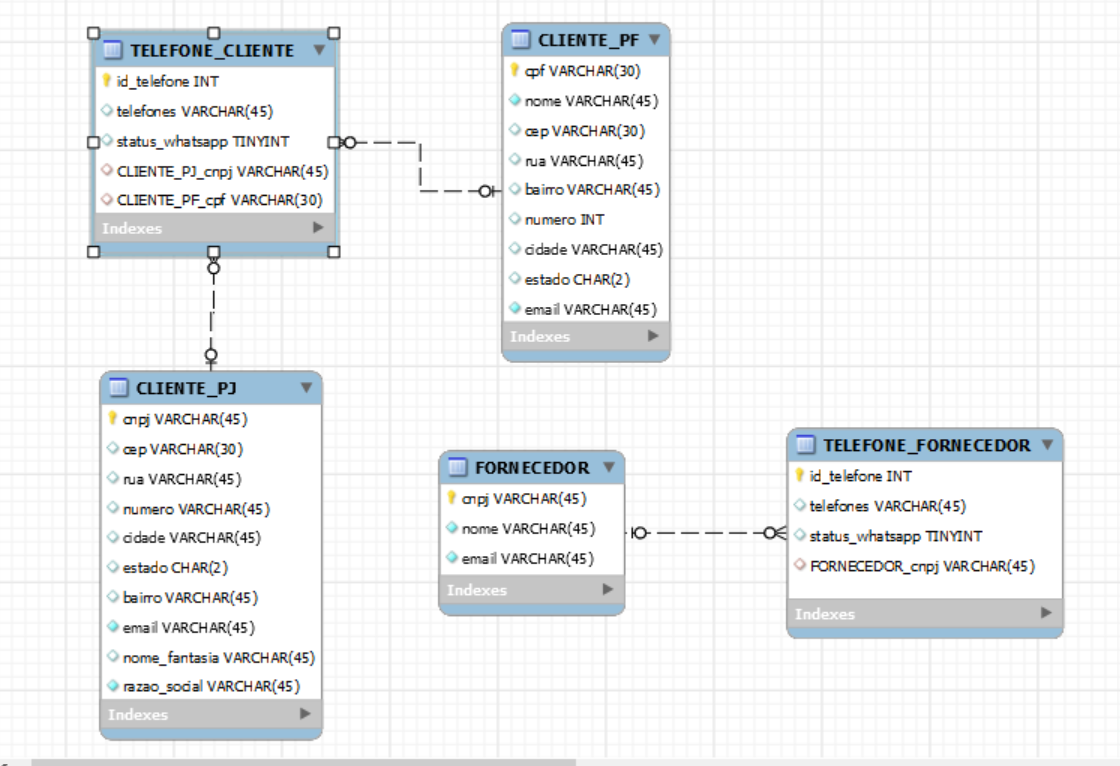 TELEFONE_CLIENTE
id_telefone INT
telefones VARCHAR(45)
status_whatsapp TINYINT
CLIENTE_PJ_cnpj VARCHAR(45)
CLIENTE_PF_cpf VARCHAR(30)
Indexes
CLIENTE_PF
cpf VARCHAR(30)
nome VARCHAR(45)
cep VARCHAR(30)
rua VARCHAR(45)
bairro VARCHAR(45)
numero INT
cidade VARCHAR(45)
estado CHAR(2)
email VARCHAR(45)
Indexes
CLIENTE_PJ
cnpj VARCHAR(45)
cep VARCHAR(30)
rua VARCHAR(45)
numero VARCHAR(45)
cidade VARCHAR(45)
estado CHAR(2)
bairro VARCHAR(45)
email VARCHAR(45)
nome_fantasia VARCHAR(45)
razao_social VARCHAR(45)
Indexes
FORNECEDOR
cnpj VARCHAR(45)
nome VARCHAR(45)
email VARCHAR(45)
Indexes
TELEFONE_FORNECEDOR
id_telefone INT
telefones VARCHAR(45)
status_whatsapp TINYINT
FORNECEDOR_cnpj VARCHAR(45)
Indexes